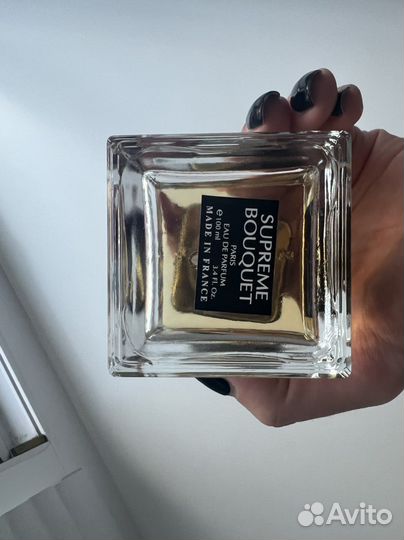 SUPREME
BOUQUET
PARIS
EAU DE PARFUM
℮ 100 ml 3.4 fl. Oz.
MADE IN FRANCE
Avito